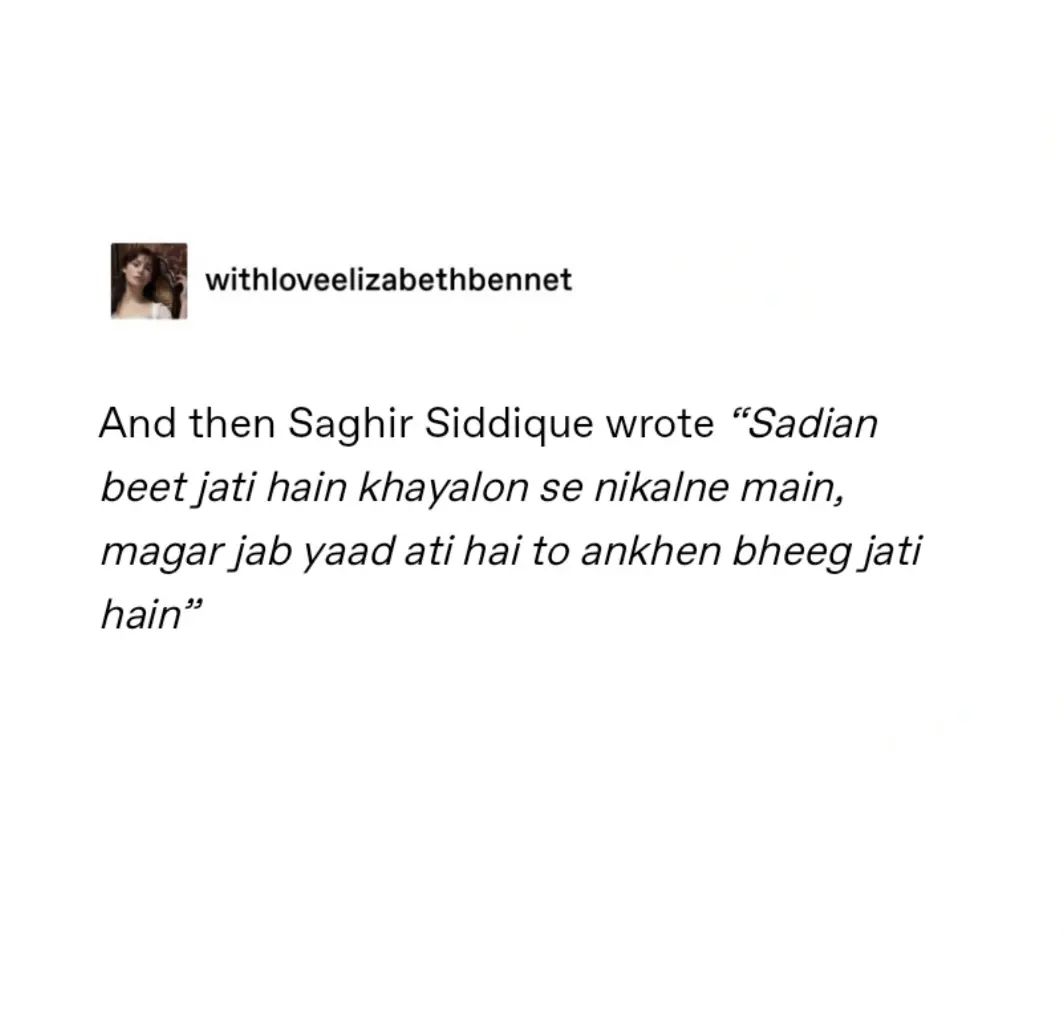 withloveelizabethbennet
And then Saghir Siddique wrote “Sadian
beet jati hain khayalon se nikalne main,
magar jab yaad ati hai to ankhen bheeg jati
hain”